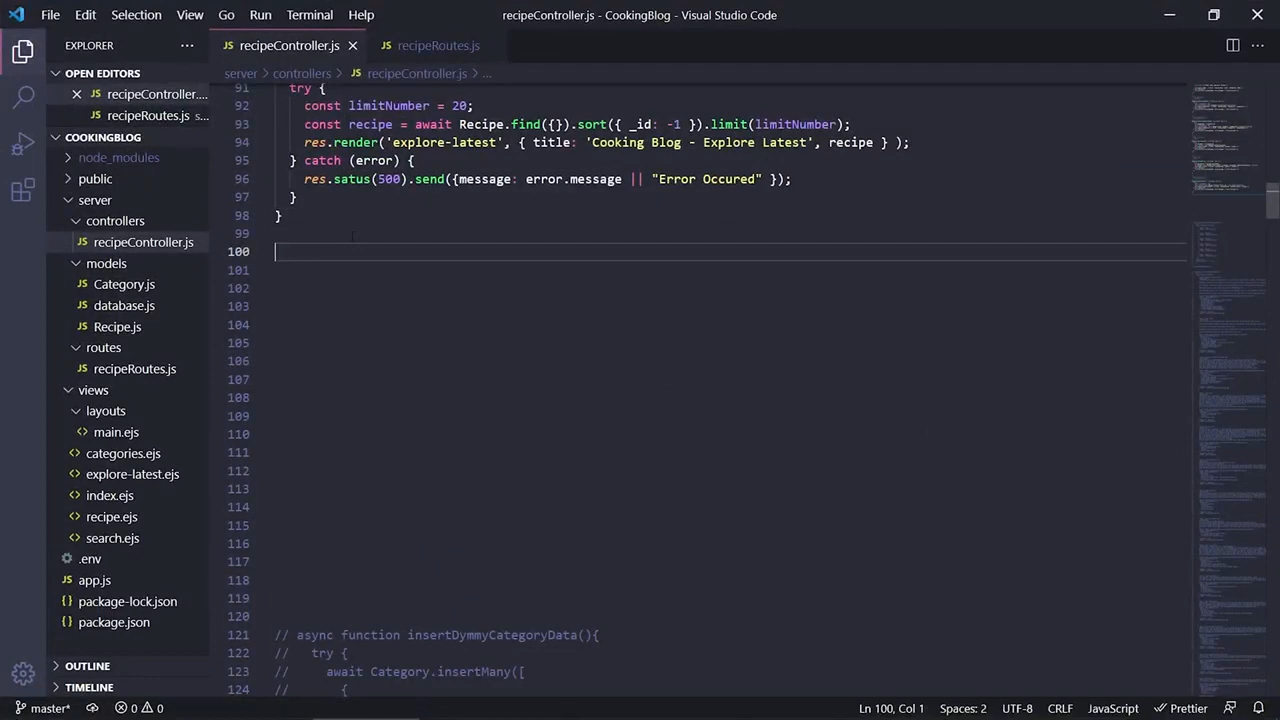 File Edit Selection View Go Run Terminal Help
recipeController.js - CookingBlog - Visual Studio Code
EXPLORER
OPEN EDITORS
recipeController....
recipeRoutes.js s...
COOKINGBLOG
node_modules
public
server
controllers
recipeController.js
models
Category.js
database.js
Recipe.js
routes
recipeRoutes.js
views
layouts
main.ejs
categories.ejs
explore-latest.ejs
index.ejs
recipe.ejs
search.ejs
.env
app.js
package-lock.json
package.json
OUTLINE
TIMELINE
recipeController.js
recipeRoutes.js
server > controllers > recipeController.js > ...
91 try {
92 const limitNumber = 20;
93 const recipe = await Recipe.find({}).sort({ _id: -1 }).limit(limitNumber);
94 res.render('explore-latest', { title: 'Cooking Blog - Explore Latest', recipe } );
95 } catch (error) {
96 res.satus(500).send({message: error.message || "Error Occured" });
97 }
98 }
99
100
101
102
103
104
105
106
107
108
109
110
111
112
113
114
115
116
117
118
119
120
121 // async function insertDymmyCategoryData(){
122 // try {
123 // await Category.insertMany([
124 //
master* 0 0
Ln 100, Col 1 Spaces: 2 UTF-8 CRLF JavaScript Prettier